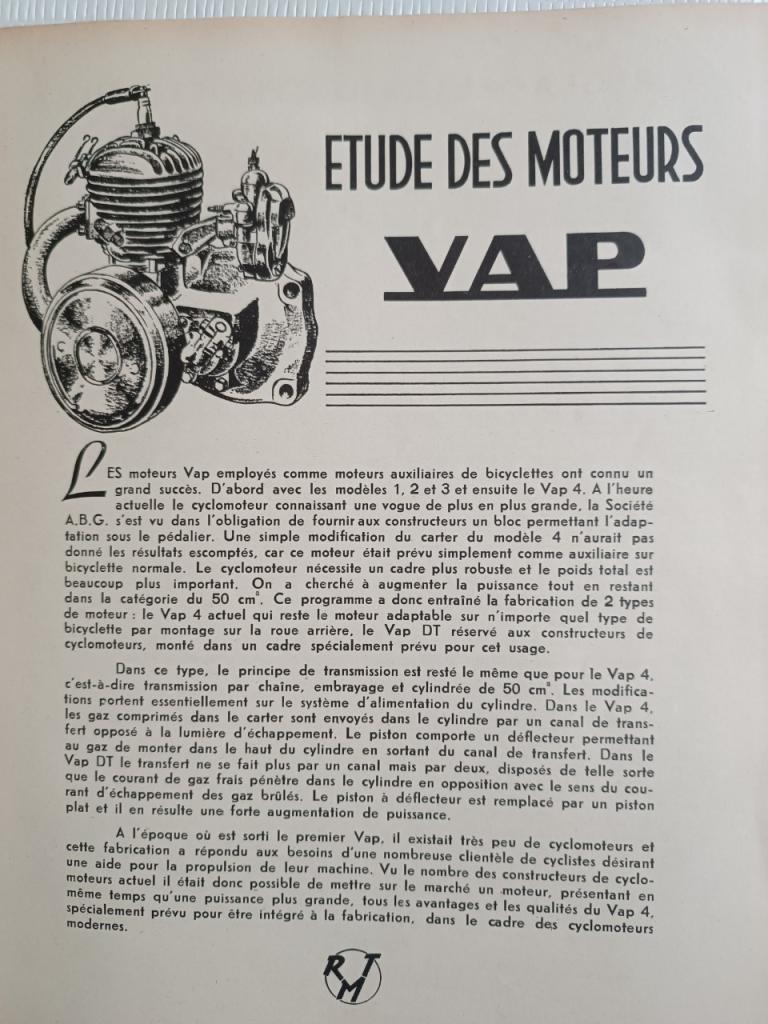 ETUDE DES MOTEURS
VAP
LES moteurs Vap employés comme moteurs auxiliaires de bicyclettes ont connu un
grand succès. D'abord avec les modèles 1, 2 et 3 et ensuite le Vap 4. A l'heure
actuelle le cyclomoteur connaissant une vogue de plus en plus grande, la Société
A.B.G. s'est vu dans l'obligation de fournir aux constructeurs un bloc permettant l'adap-
tation sous le pédalier. Une simple modification du carter du modèle 4 n'aurait pas
donné les résultats escomptés, car ce moteur était prévu simplement comme auxiliaire sur
bicyclette normale. Le cyclomoteur nécessite un cadre plus robuste et le poids total est
beaucoup plus important. On a cherché à augmenter la puissance tout en restant
dans la catégorie du 50 cm³. Ce programme a donc entraîné la fabrication de 2 types
de moteur : le Vap 4 actuel qui reste le moteur adaptable sur n'importe quel type de
bicyclette par montage sur la roue arrière, le Vap DT réservé aux constructeurs de
cyclomoteurs, monté dans un cadre spécialement prévu pour cet usage.
Dans ce type, le principe de transmission est resté le même que pour le Vap 4,
c'est-à-dire transmission par chaîne, embrayage et cylindrée de 50 cm³. Les modifica-
tions portent essentiellement sur le système d'alimentation du cylindre. Dans le Vap 4,
les gaz comprimés dans le carter sont envoyés dans le cylindre par un canal de trans-
fert opposé à la lumière d'échappement. Le piston comporte un déflecteur permettant
au gaz de monter dans le haut du cylindre en sortant du canal de transfert. Dans le
Vap DT le transfert ne se fait plus par un canal mais par deux, disposés de telle sorte
que le courant de gaz frais pénètre dans le cylindre en opposition avec le sens du cou-
rant d'échappement des gaz brûlés. Le piston à déflecteur est remplacé par un piston
plat et il en résulte une forte augmentation de puissance.
A l'époque où est sorti le premier Vap, il existait très peu de cyclomoteurs et
cette fabrication a répondu aux besoins d'une nombreuse clientèle de cyclistes désirant
une aide pour la propulsion de leur machine. Vu le nombre des constructeurs de cyclo-
moteurs actuel il était donc possible de mettre sur le marché un moteur, présentant en
même temps qu'une puissance plus grande, tous les avantages et les qualités du Vap 4,
spécialement prévu pour être intégré à la fabrication, dans le cadre des cyclomoteurs
modernes.
RMT